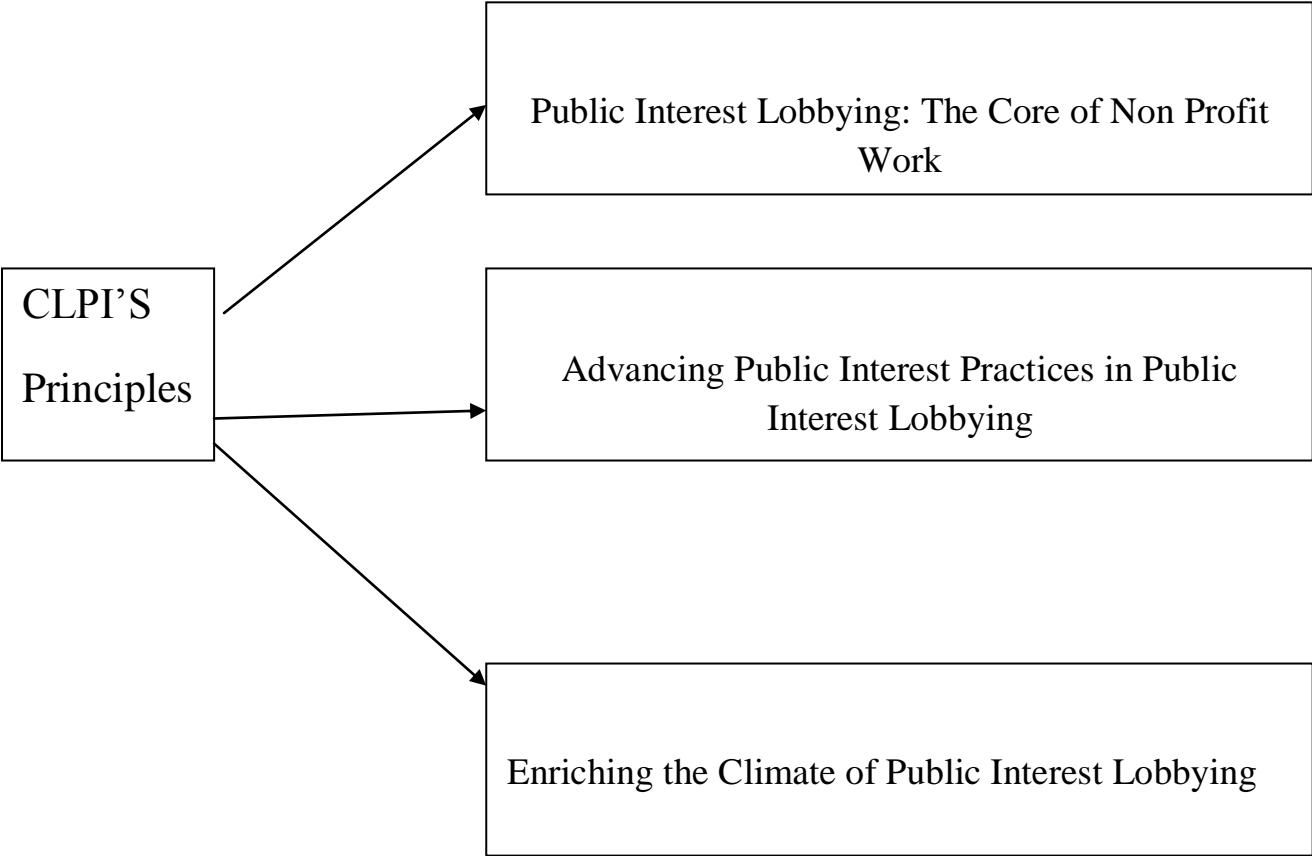 Public Interest Lobbying: The Core of Non Profit
Work
CLPI’S
Principles
Advancing Public Interest Practices in Public
Interest Lobbying
Enriching the Climate of Public Interest Lobbying